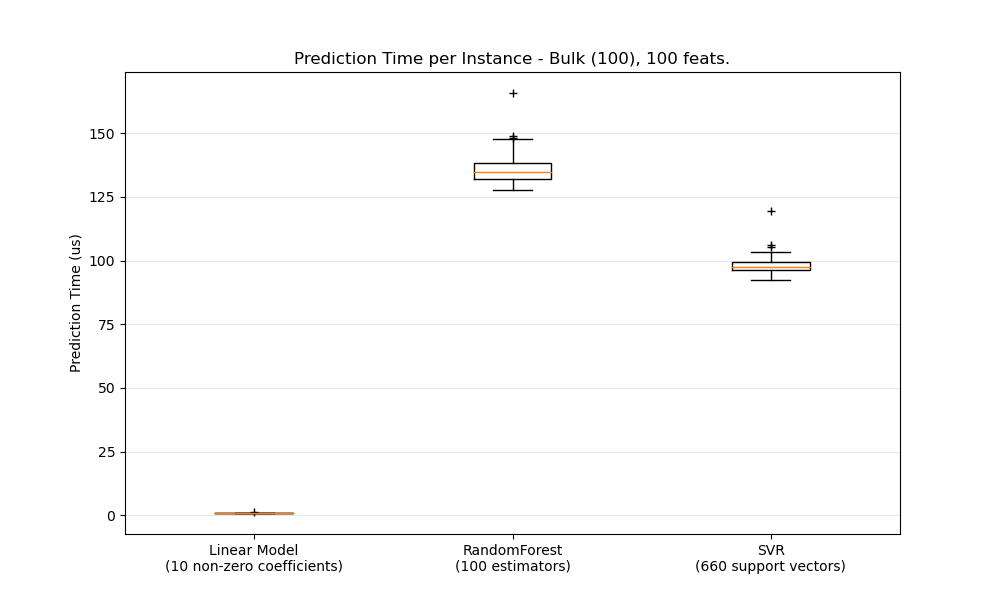 Prediction Time per Instance - Bulk (100), 100 feats.
Prediction Time (us)
150
125
100
75
50
25
0
Linear Model
(10 non-zero coefficients)
RandomForest
(100 estimators)
SVR
(660 support vectors)